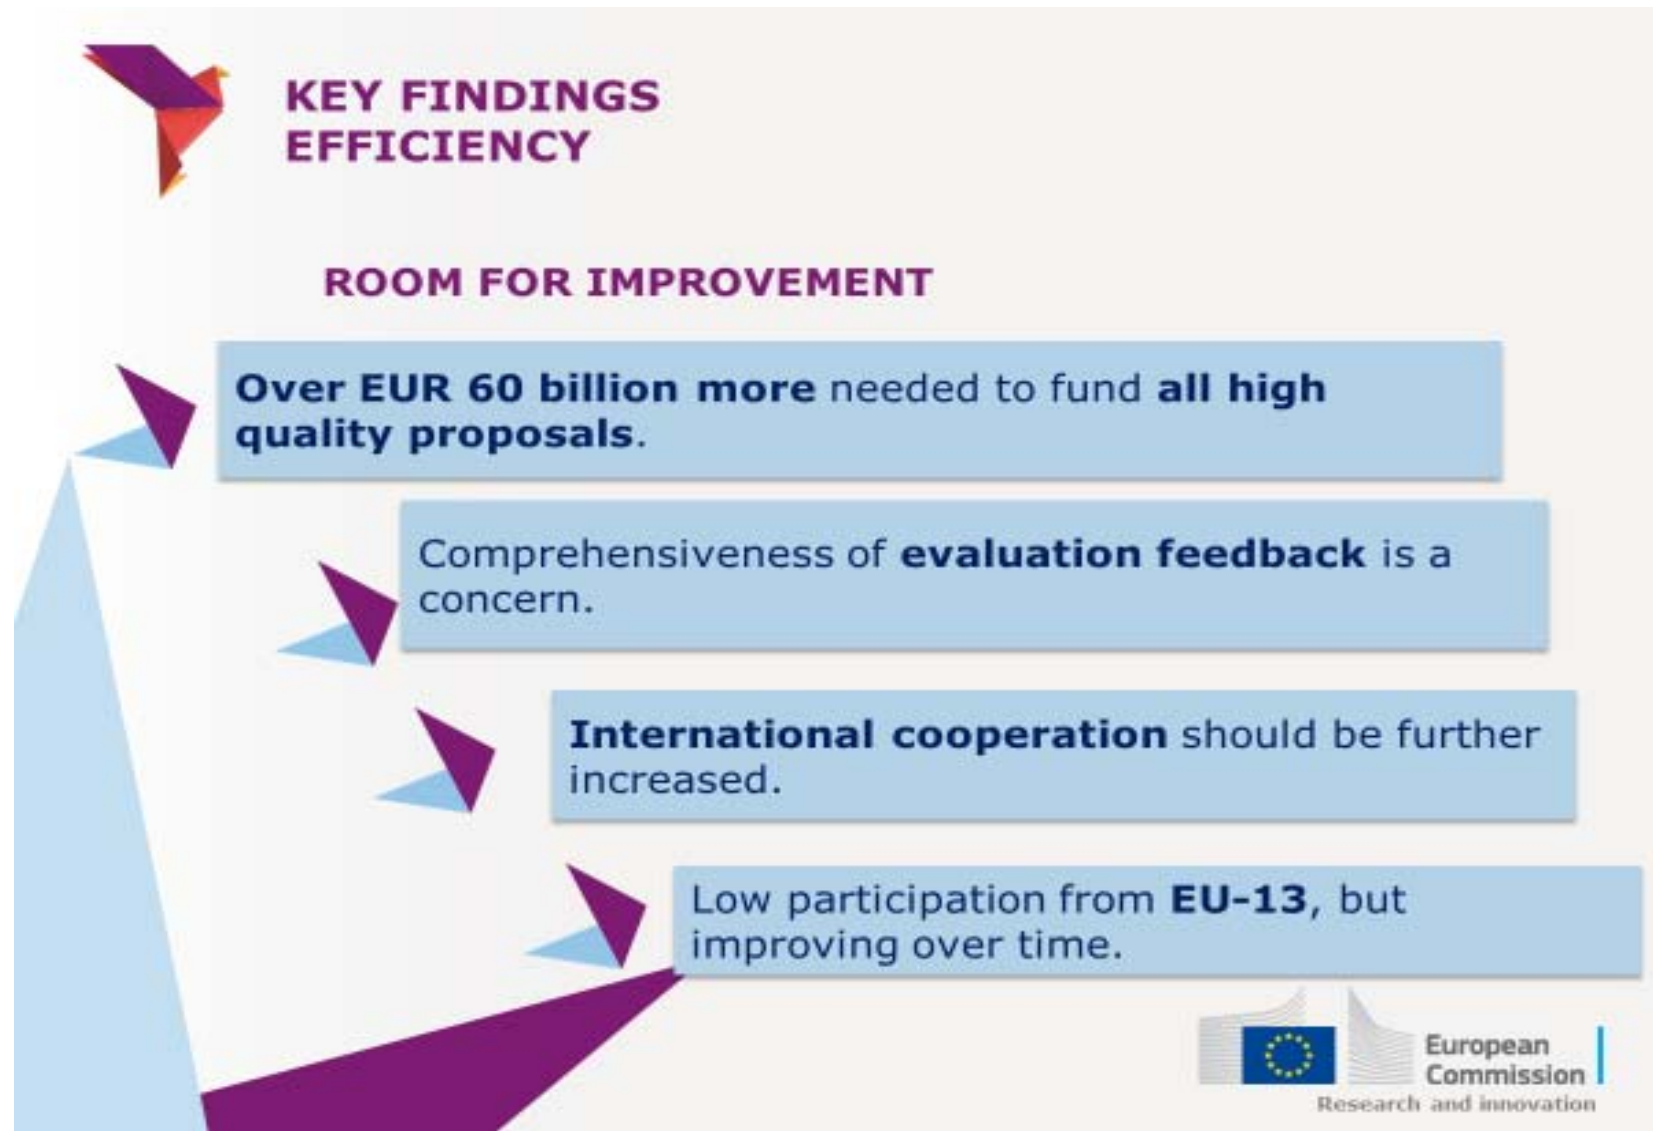 KEY FINDINGS
EFFICIENCY
ROOM FOR IMPROVEMENT
Over EUR 60 billion more needed to fund all high
quality proposals.
Comprehensiveness of evaluation feedback is a
concern.
International cooperation should be further
increased.
Low participation from EU-13, but
improving over time.
European
Commission
Research and innovation